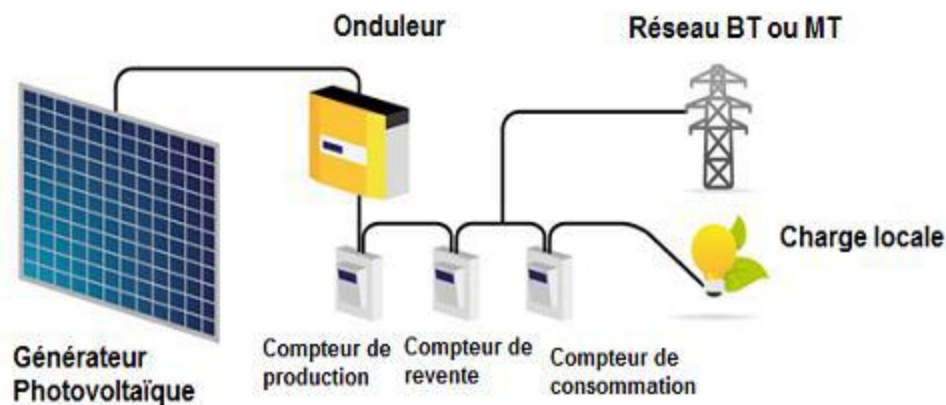 Onduleur
Réseau BT ou MT
Charge locale
Générateur
Photovoltaïque
Compteur de
production
Compteur de
revente
Compteur de
consommation